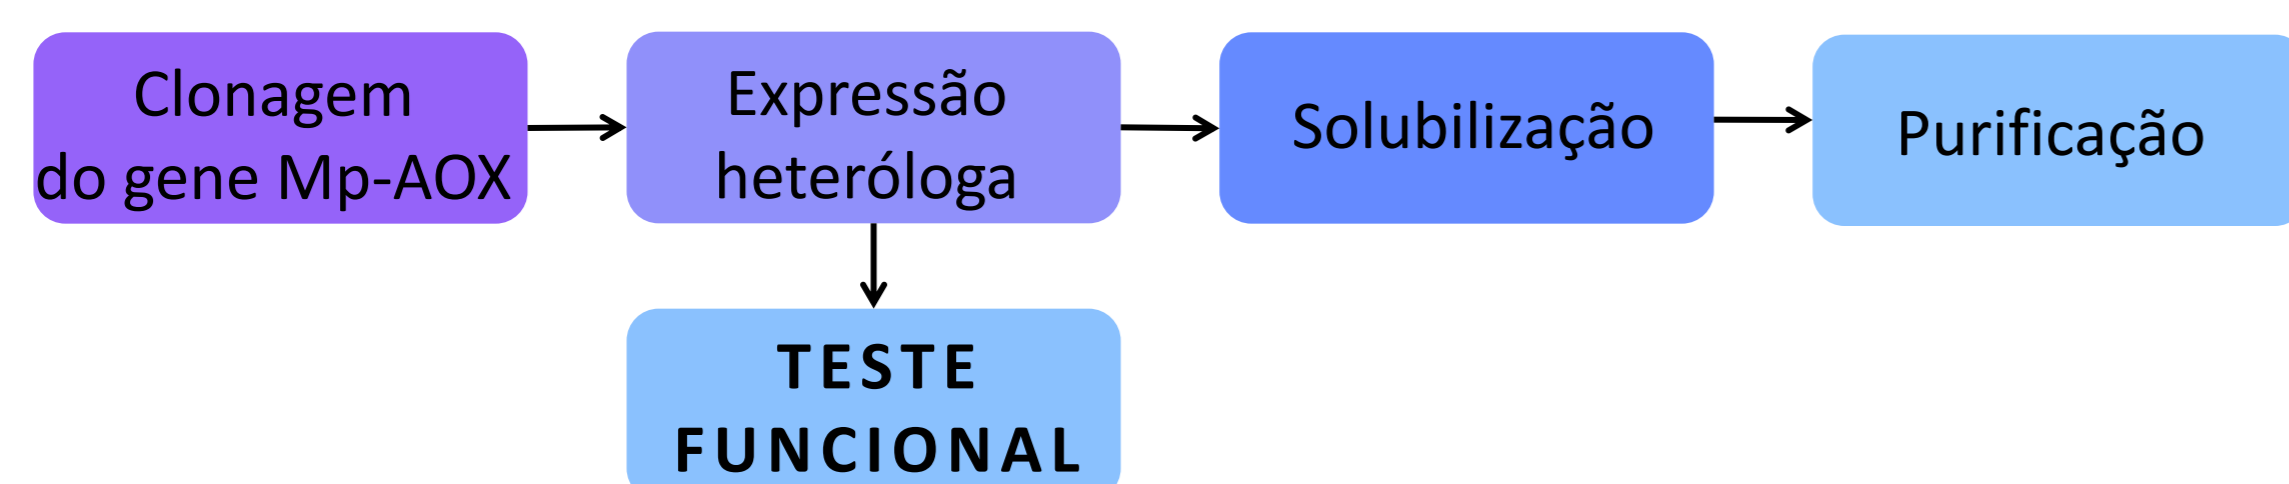 Clonagem
do gene Mp-AOX
Expressão
heteróloga
Solubilização
Purificação
TESTE
FUNCIONAL